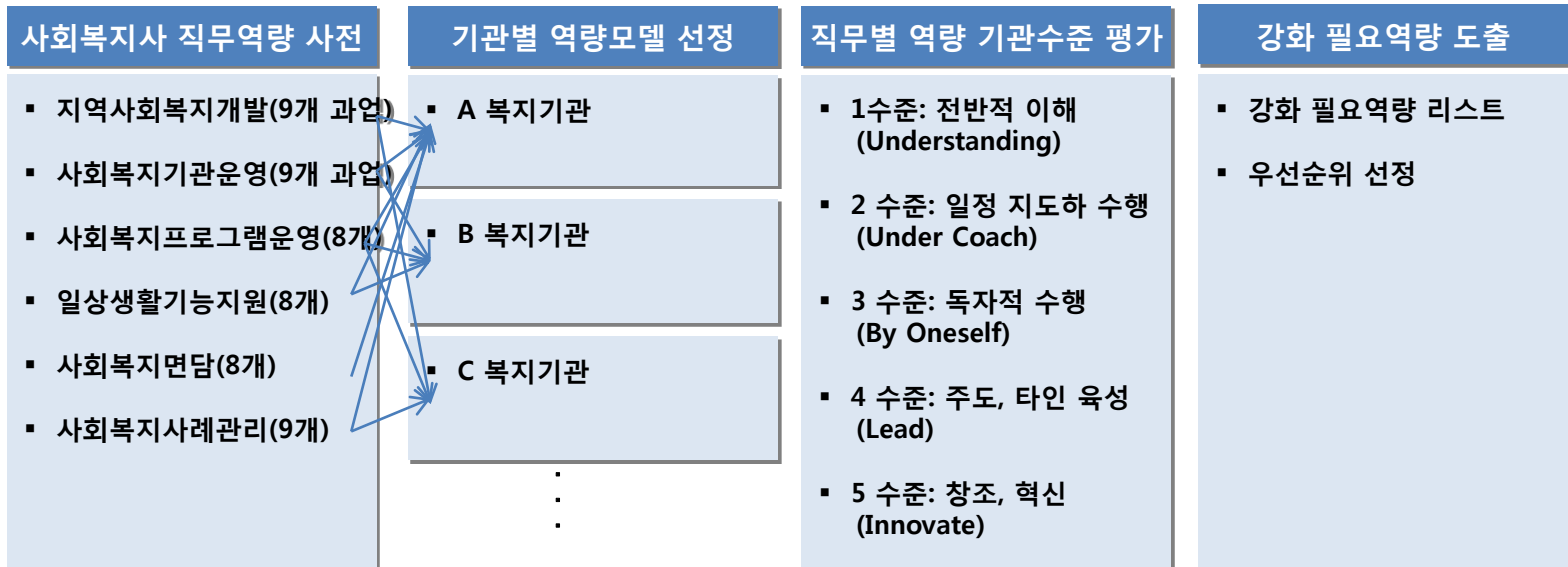 사회복지사 직무역량 사전
▪ 지역사회복지개발(9개 과업)
▪ 사회복지기관운영(9개 과업)
▪ 사회복지프로그램운영(8개)
▪ 일상생활기능지원(8개)
▪ 사회복지면담(8개)
▪ 사회복지사례관리(9개)
기관별 역량모델 선정
▪ A 복지기관
▪ B 복지기관
▪ C 복지기관
.
.
.
직무별 역량 기관수준 평가
▪ 1수준: 전반적 이해
(Understanding)
▪ 2 수준: 일정 지도하 수행
(Under Coach)
▪ 3 수준: 독자적 수행
(By Oneself)
▪ 4 수준: 주도, 타인 육성
(Lead)
▪ 5 수준: 창조, 혁신
(Innovate)
강화 필요역량 도출
▪ 강화 필요역량 리스트
▪ 우선순위 선정